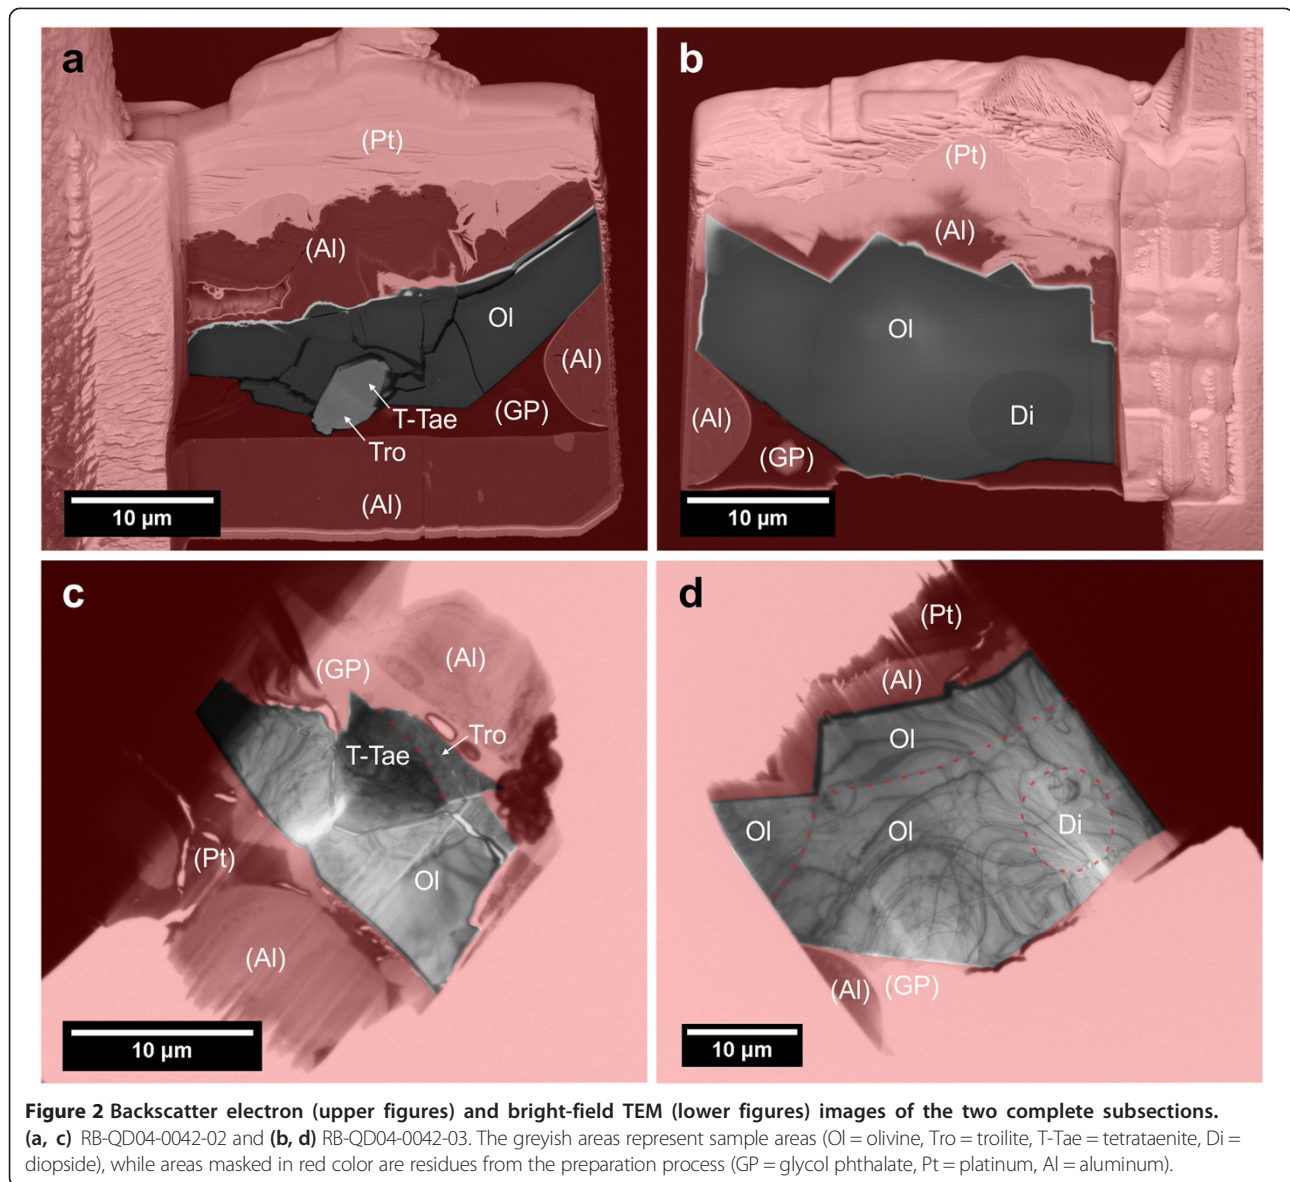 a
(Pt)
(Al)
Ol
(Al)
T-Tae
(GP)
Tro
(Al)
10 µm
b
(Pt)
(Al)
Ol
(Al)
Di
(GP)
10 µm
c
(GP)
(Al)
Tro
T-Tae
(Pt)
Ol
(Al)
10 µm
d
(Pt)
(Al)
Ol
Ol
Ol
Di
(Al)
(GP)
10 µm
Figure 2 Backscatter electron (upper figures) and bright-field TEM (lower figures) images of the two complete subsections.
(a, c) RB-QD04-0042-02 and (b, d) RB-QD04-0042-03. The greyish areas represent sample areas (Ol = olivine, Tro = troilite, T-Tae = tetrataenite, Di =
diopside), while areas masked in red color are residues from the preparation process (GP = glycol phthalate, Pt = platinum, Al = aluminum).